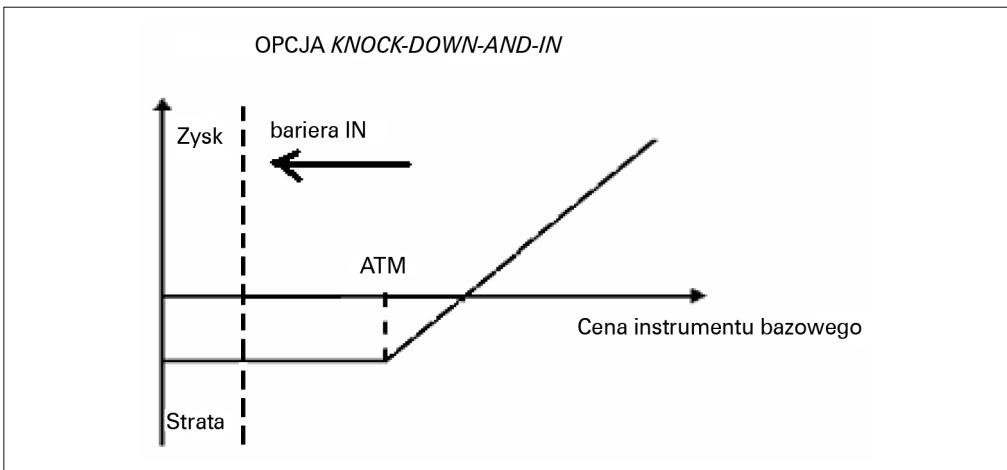 OPCJA KNOCK-DOWN-AND-IN
Zysk
bariera IN
ATM
Cena instrumentu bazowego
Strata